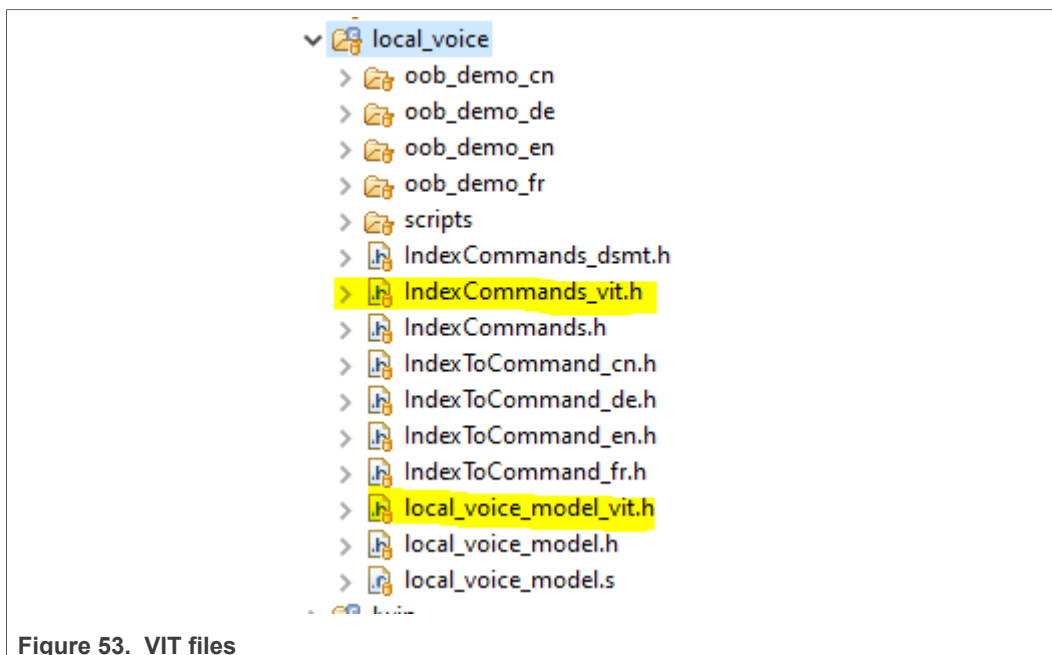 local_voice
oob_demo_cn
oob_demo_de
oob_demo_en
oob_demo_fr
scripts
IndexCommands_dsmt.h
IndexCommands_vit.h
IndexCommands.h
IndexToCommand_cn.h
IndexToCommand_de.h
IndexToCommand_en.h
IndexToCommand_fr.h
local_voice_model_vit.h
local_voice_model.h
local_voice_model.s
Figure 53. VIT files